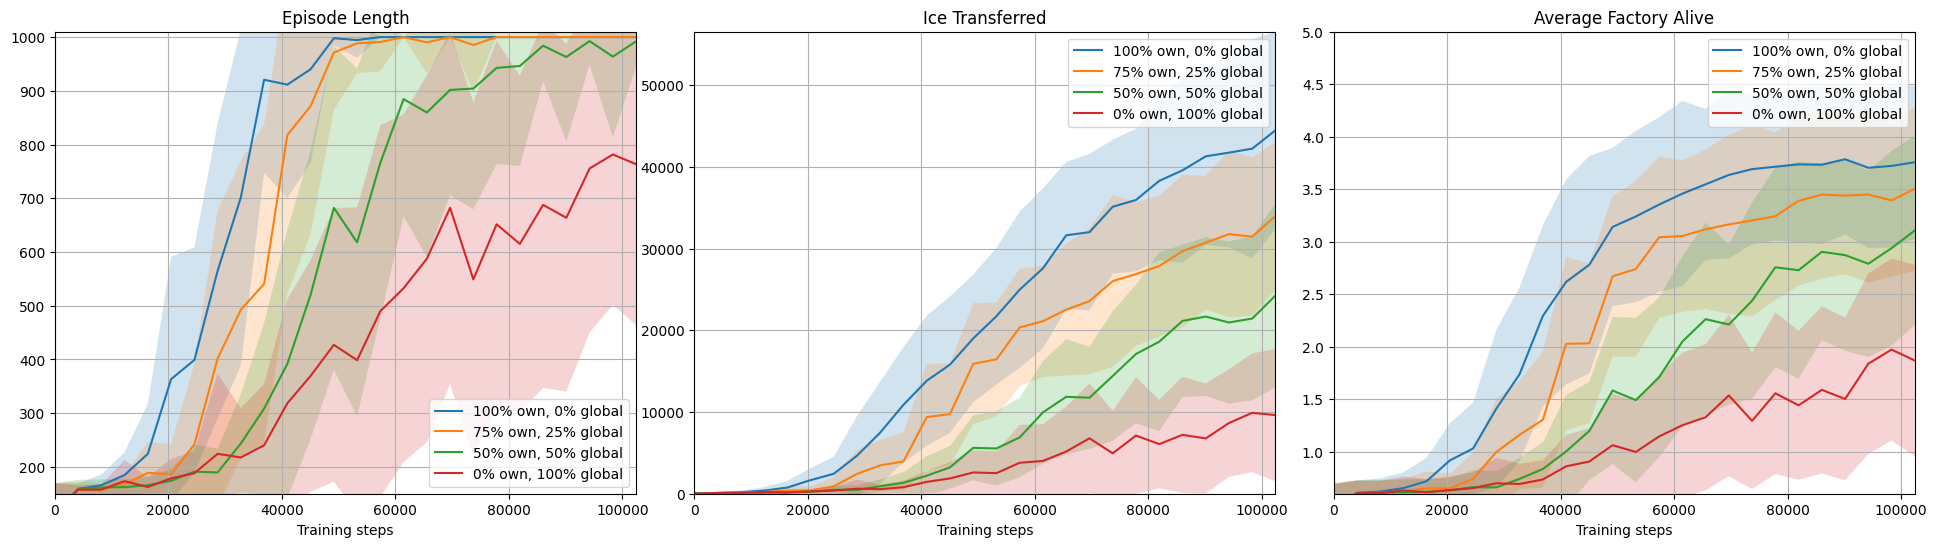 Episode Length
1000
900
800
700
600
500
400
300
200
0
20000
40000
60000
80000
100000
Training steps
100% own, 0% global
75% own, 25% global
50% own, 50% global
0% own, 100% global
Ice Transferred
50000
40000
30000
20000
10000
0
0
20000
40000
60000
80000
100000
Training steps
100% own, 0% global
75% own, 25% global
50% own, 50% global
0% own, 100% global
Average Factory Alive
5.0
4.5
4.0
3.5
3.0
2.5
2.0
1.5
1.0
0
20000
40000
60000
80000
100000
Training steps
100% own, 0% global
75% own, 25% global
50% own, 50% global
0% own, 100% global